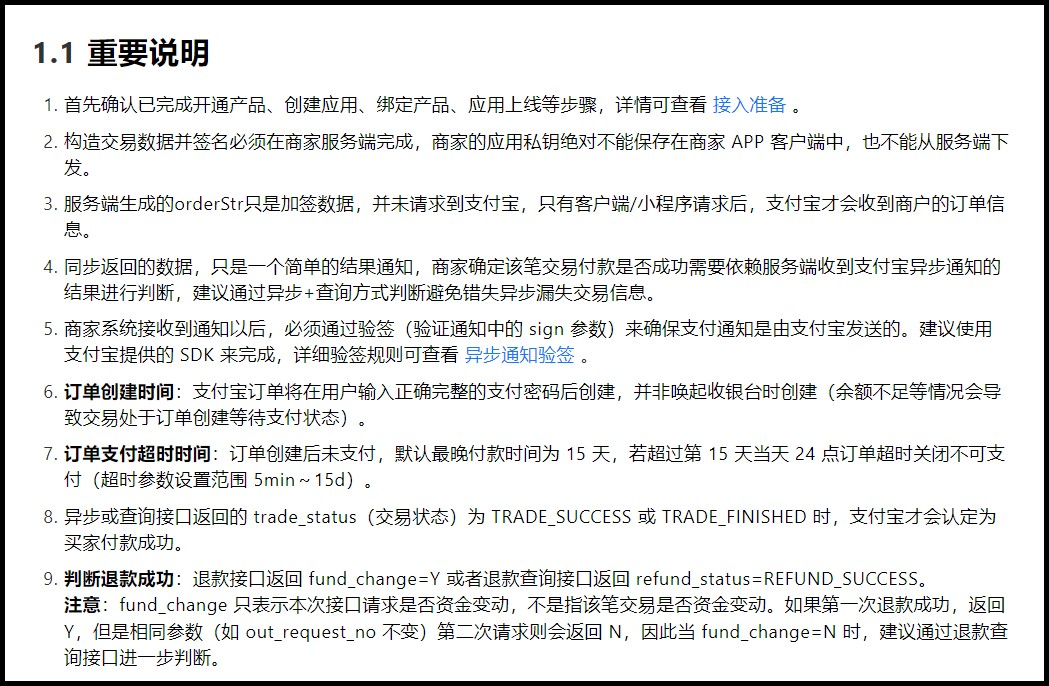 1.1 重要说明
1. 首先确认已完成开通产品、创建应用、绑定产品、应用上线等步骤，详情可查看 接入准备 。
2. 构造交易数据并签名必须在商家服务端完成，商家的应用私钥绝对不能保存在商家 APP 客户端中，也不能从服务端下
发。
3. 服务端生成的orderStr只是加签数据，并未请求到支付宝，只有客户端/小程序请求后，支付宝才会收到商户的订单信
息。
4. 同步返回的数据，只是一个简单的结果通知，商家确定该笔交易付款是否成功需要依赖服务端收到支付宝异步通知的
结果进行判断，建议通过异步+查询方式判断避免错失异步漏失交易信息。
5. 商家系统接收到通知以后，必须通过验签（验证通知中的 sign 参数）来确保支付通知是由支付宝发送的。建议使用
支付宝提供的 SDK 来完成，详细验签规则可查看 异步通知验签 。
6. 订单创建时间：支付宝订单将在用户输入正确完整的支付密码后创建，并非唤起收银台时创建（余额不足等情况会导
致交易处于订单创建等待支付状态）。
7. 订单支付超时时间：订单创建后未支付，默认最晚付款时间为 15 天，若超过第 15 天当天 24 点订单超时关闭不可支
付（超时参数设置范围 5min～15d）。
8. 异步或查询接口返回的 trade_status（交易状态）为 TRADE_SUCCESS 或 TRADE_FINISHED 时，支付宝才会认定为
买家付款成功。
9. 判断退款成功：退款接口返回 fund_change=Y 或者退款查询接口返回 refund_status=REFUND_SUCCESS。
注意：fund_change 只表示本次接口请求是否资金变动，不是指该笔交易是否资金变动。如果第一次退款成功，返回
Y，但是相同参数（如 out_request_no 不变）第二次请求则会返回 N，因此当 fund_change=N 时，建议通过退款查
询接口进一步判断。